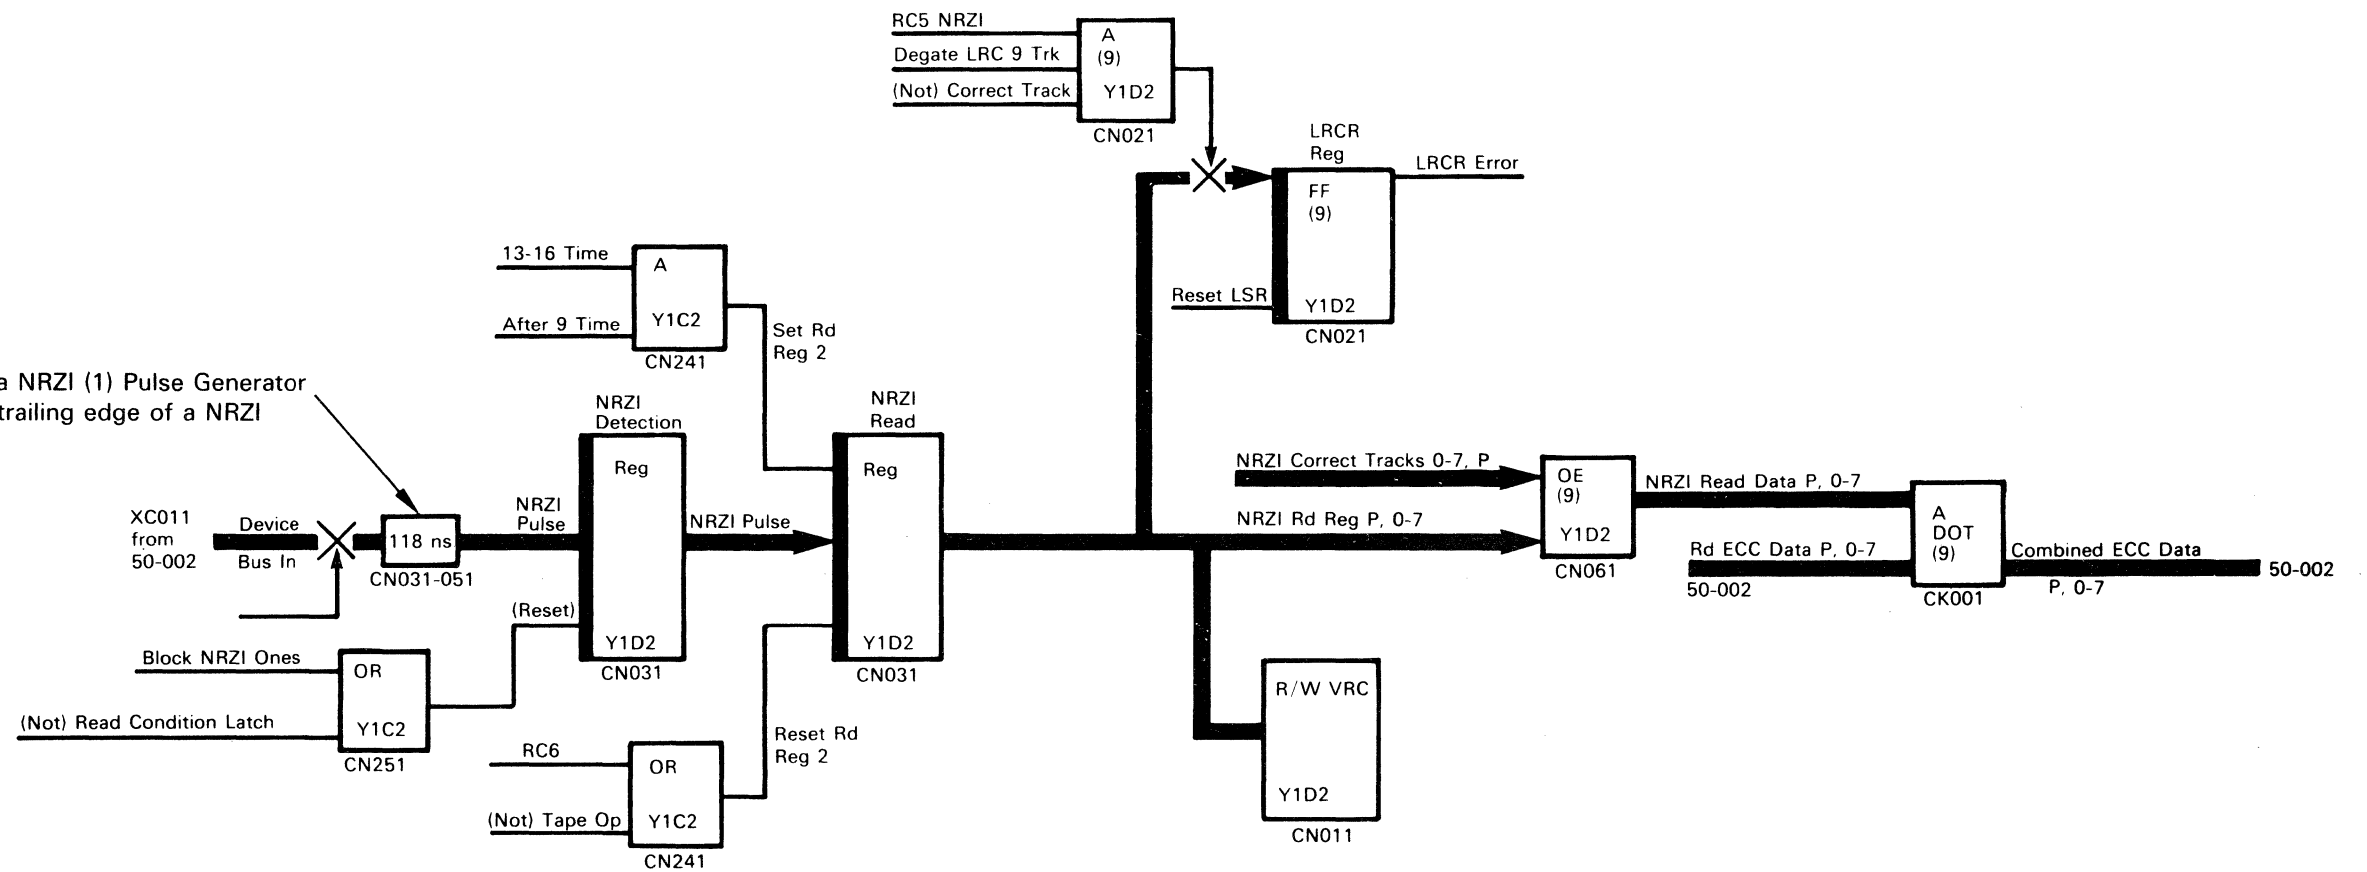 RC5 NRZI
Degate LRC 9 Trk
(Not) Correct Track
A
(9)
Y1D2
CN021
LRCR
Reg
LRCR Error
FF
(9)
Reset LSR
Y1D2
CN021
13-16 Time
After 9 Time
A
Y1C2
CN241
Set Rd
Reg 2
a NRZI (1) Pulse Generator
trailing edge of a NRZI
NRZI
Detection
Reg
Y1D2
CN031
NRZI
Read
Reg
Y1D2
CN031
XC011
from
50-002
Device
Bus In
118 ns
CN031-051
NRZI
Pulse
NRZI Pulse
(Reset)
Block NRZI Ones
(Not) Read Condition Latch
OR
Y1C2
CN251
RC6
(Not) Tape Op
OR
Y1C2
CN241
Reset Rd
Reg 2
NRZI Correct Tracks 0-7, P
NRZI Rd Reg P, 0-7
OE
(9)
Y1D2
CN061
NRZI Read Data P, 0-7
Rd ECC Data P, 0-7
50-002
A
DOT
(9)
CK001
Combined ECC Data
P, 0-7
50-002
R/W VRC
Y1D2
CN011